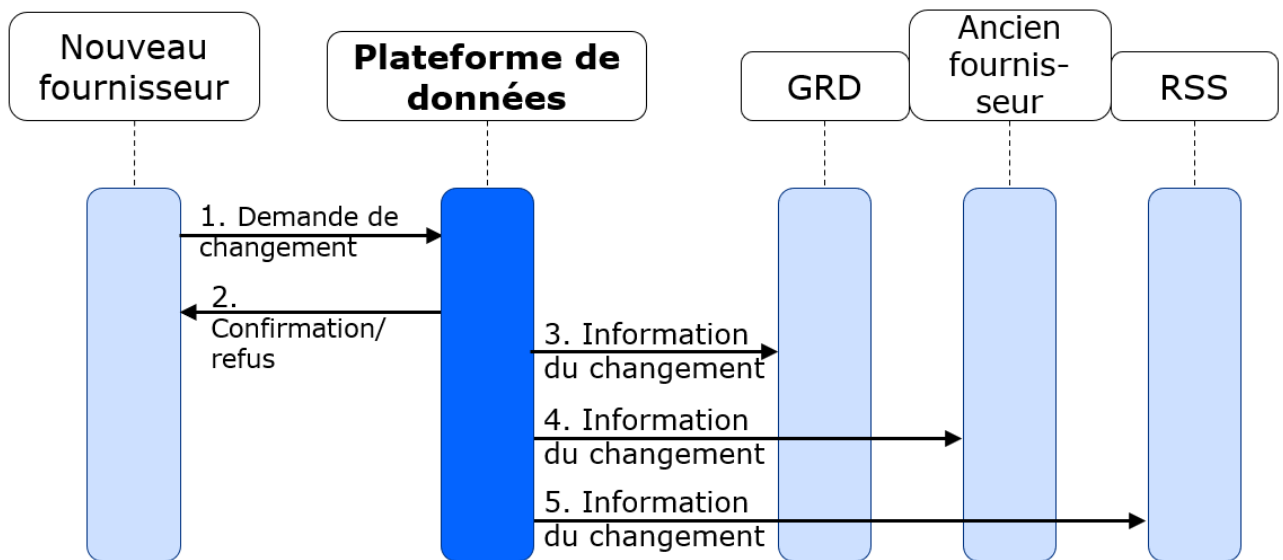 Nouveau
fournisseur
Plateforme de
données
GRD
Ancien
fournis-
seur
RSS
1. Demande de
changement
2.
Confirmation/
refus
3. Information
du changement
4. Information
du changement
5. Information
du changement